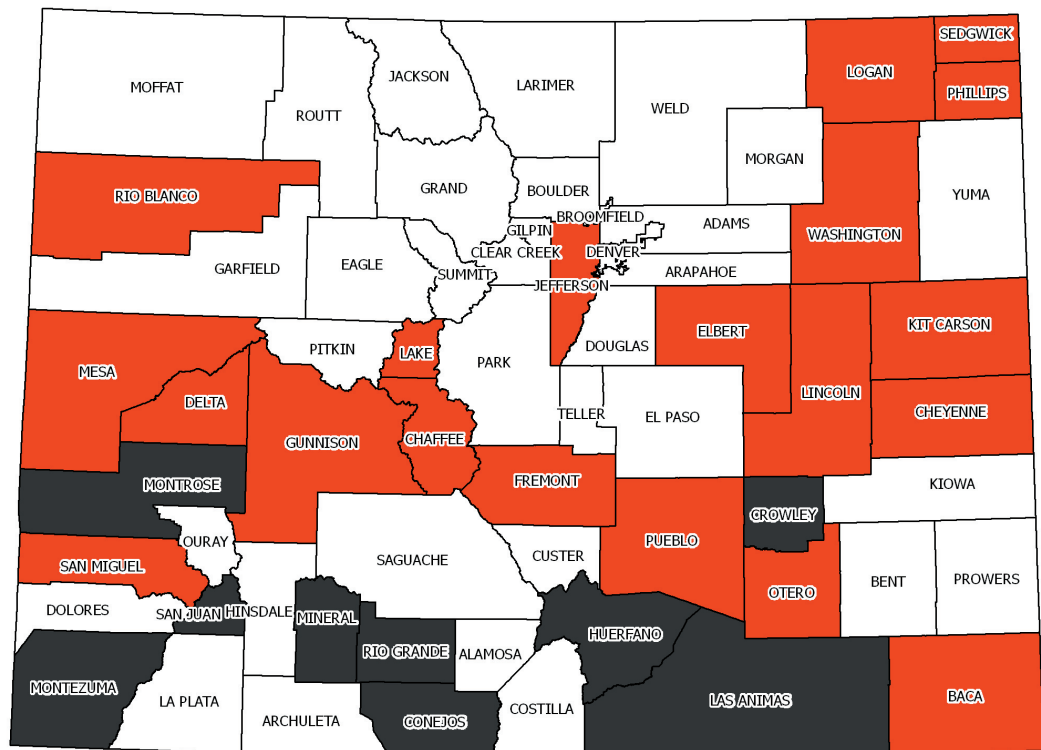 SEDGWICK
LOGAN
JACKSON
MOFFAT
LARIMER
PHILLIPS
WELD
ROUTT
MORGAN
GRAND
BOULDER
RIO BLANCO
YUMA
BROOMFIELD
ADAMS
GILPIN
WASHINGTON
CLEAR CREEK
DENVER
GARFIELD
EAGLE
SUMMIT
ARAPAHOE
JEFFERSON
KIT CARSON
ELBERT
DOUGLAS
PITKIN
LAKE
PARK
MESA
LINCOLN
DELTA
CHEYENNE
TELLER
EL PASO
GUNNISON
CHAFFEE
FREMONT
MONTROSE
KIOWA
CROWLEY
OURAY
PUEBLO
CUSTER
SAGUACHE
SAN MIGUEL
BENT
PROWERS
OTERO
DOLORES
SAN JUAN
HINSDALE
MINERAL
HUERFANO
RIO GRANDE
ALAMOSA
MONTEZUMA
LA PLATA
BACA
LAS ANIMAS
COSTILLA
ARCHULETA
CONEJOS